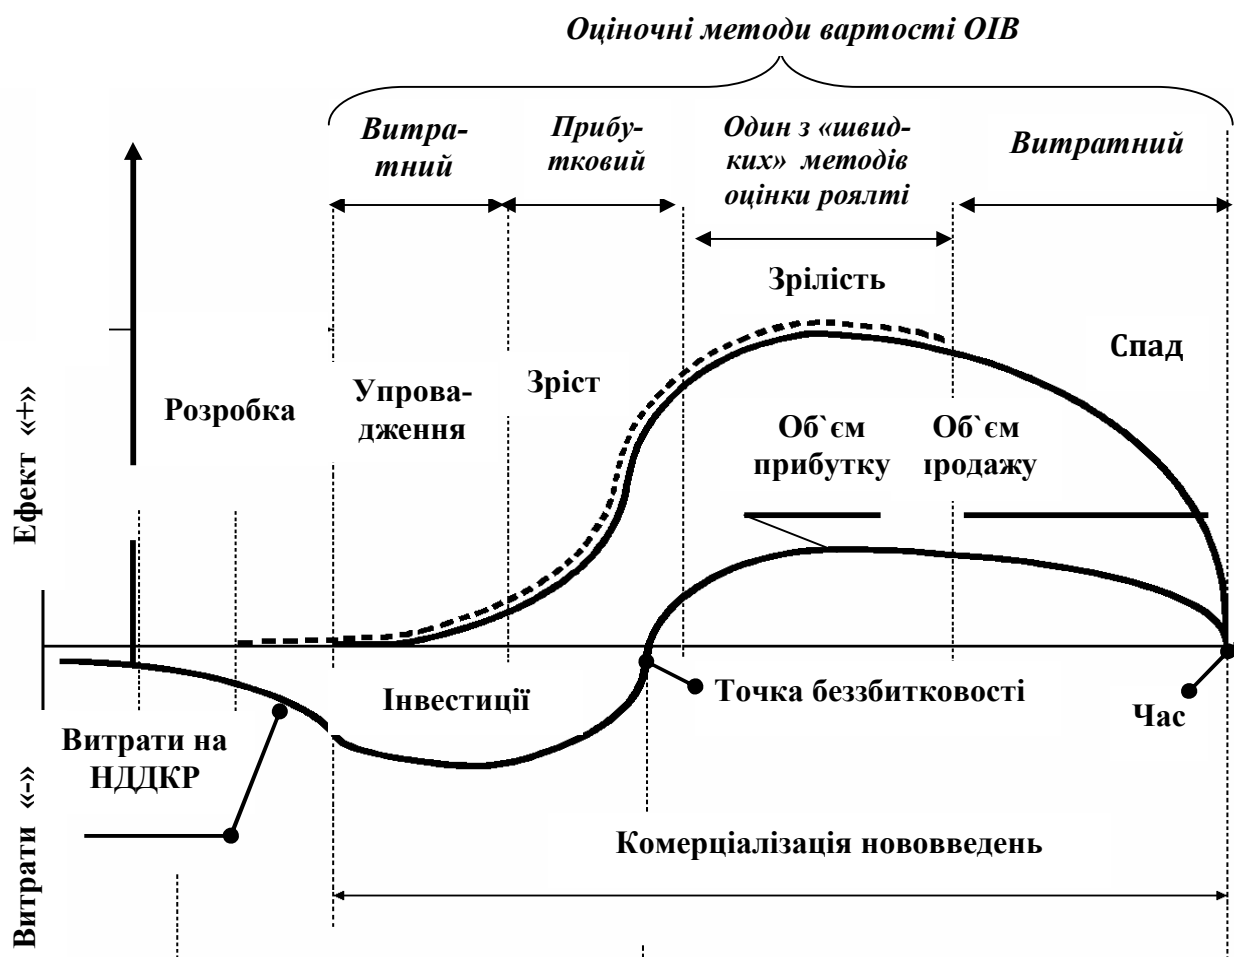 Оціночні методи вартості ОІВ
Витра-
тний
Прибу-
тковий
Один з «швид-
ких» методів
оцінки роялті
Витратний
Зрілість
Спад
Зріст
Упрова-
дження
Розробка
Об`єм
прибутку
Об`єм
продажу
Ефект «+»
Інвестиції
Точка беззбитковості
Час
Витрати на
НДДКР
Витрати «-»
Комерціалізація нововведень